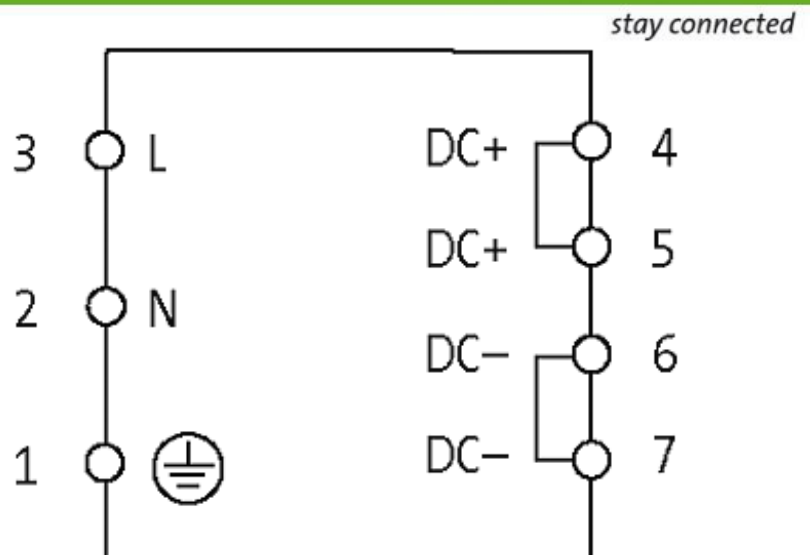 stay connected
3 L DC+ 4
DC+ 5
2 N
DC– 6
1 DC– 7